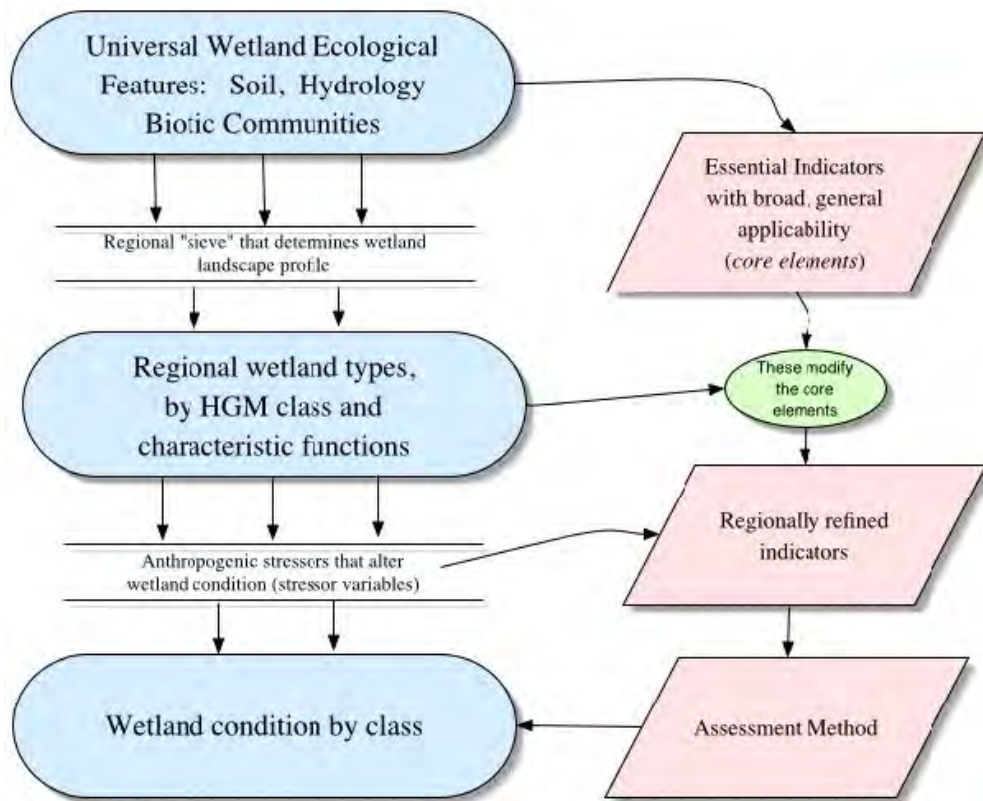 Universal Wetland Ecological
Features: Soil, Hydrology
Biotic Communities
Essential Indicators
with broad, general
applicability
(core elements)
Regional "sieve" that determines wetland
landscape profile
Regional wetland types,
by HGM class and
characteristic functions
These modify
the core
elements
Anthropogenic stressors that alter
wetland condition (stressor variables)
Regionally refined
indicators
Wetland condition by class
Assessment Method